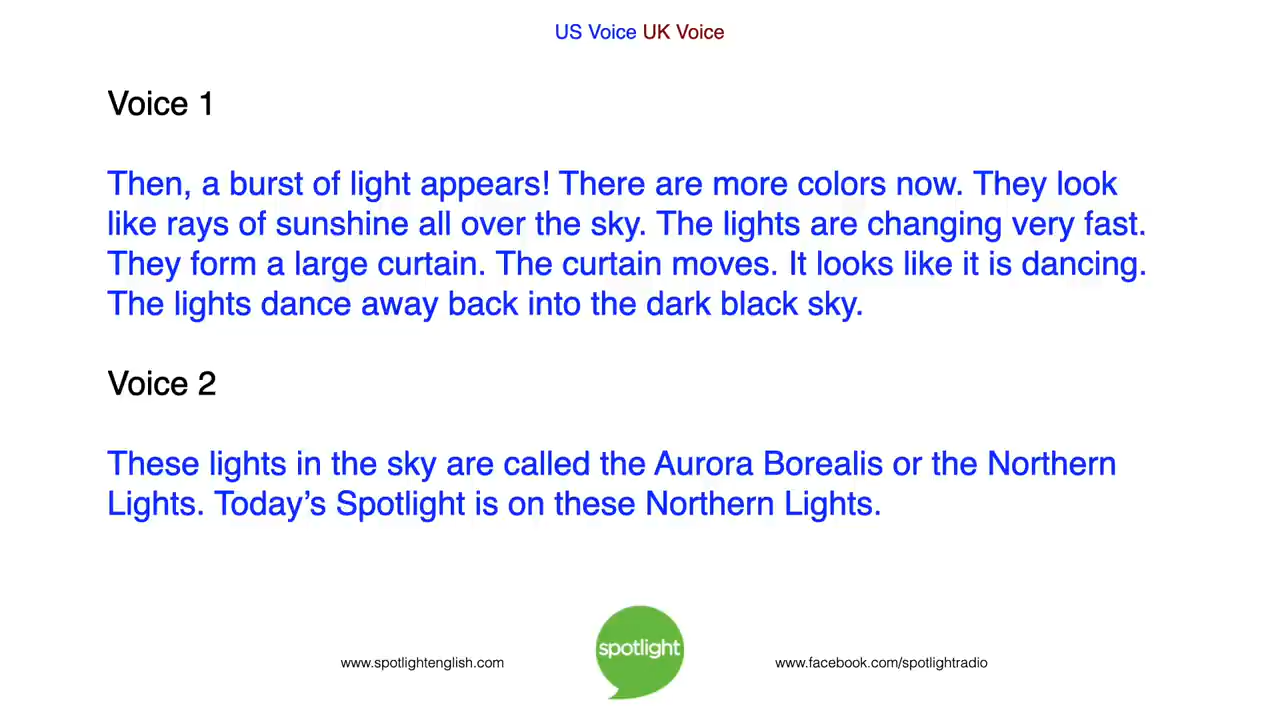 US Voice UK Voice
Voice 1
Then, a burst of light appears! There are more colors now. They look
like rays of sunshine all over the sky. The lights are changing very fast.
They form a large curtain. The curtain moves. It looks like it is dancing.
The lights dance away back into the dark black sky.
Voice 2
These lights in the sky are called the Aurora Borealis or the Northern
Lights. Today’s Spotlight is on these Northern Lights.
www.spotlightenglish.com
spotlight
www.facebook.com/spotlightradio